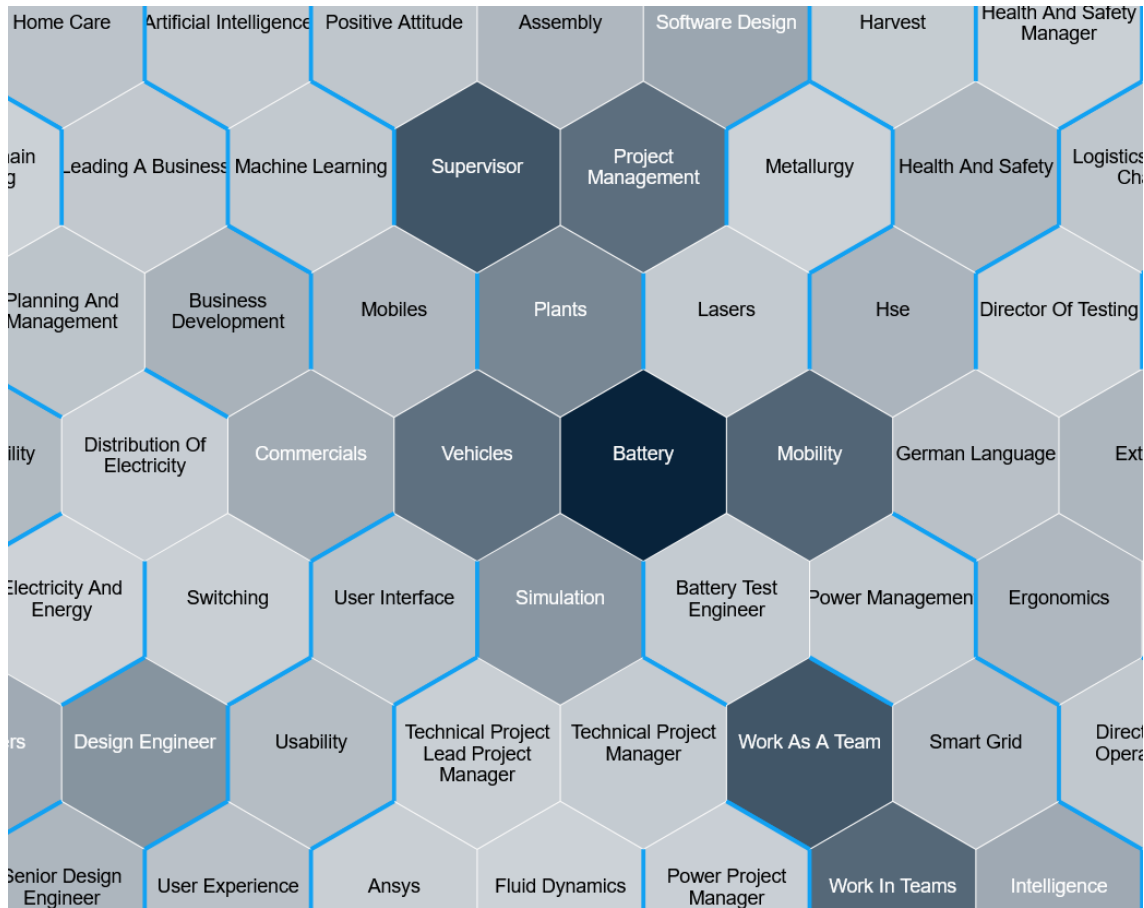 Home Care
Artificial Intelligence
Positive Attitude
Assembly
Software Design
Harvest
Health And Safety
Manager
Leading A Business
Machine Learning
Supervisor
Project
Management
Metallurgy
Health And Safety
Logistics
Planning And
Management
Business
Development
Mobiles
Plants
Lasers
Hse
Director Of Testing
Distribution Of
Electricity
Commercials
Vehicles
Battery
Mobility
German Language
Electricity And
Energy
Switching
User Interface
Simulation
Battery Test
Engineer
Power Managemen
Ergonomics
Design Engineer
Usability
Technical Project
Lead Project
Manager
Technical Project
Manager
Work As A Team
Smart Grid
Senior Design
Engineer
User Experience
Ansys
Fluid Dynamics
Power Project
Manager
Work In Teams
Intelligence